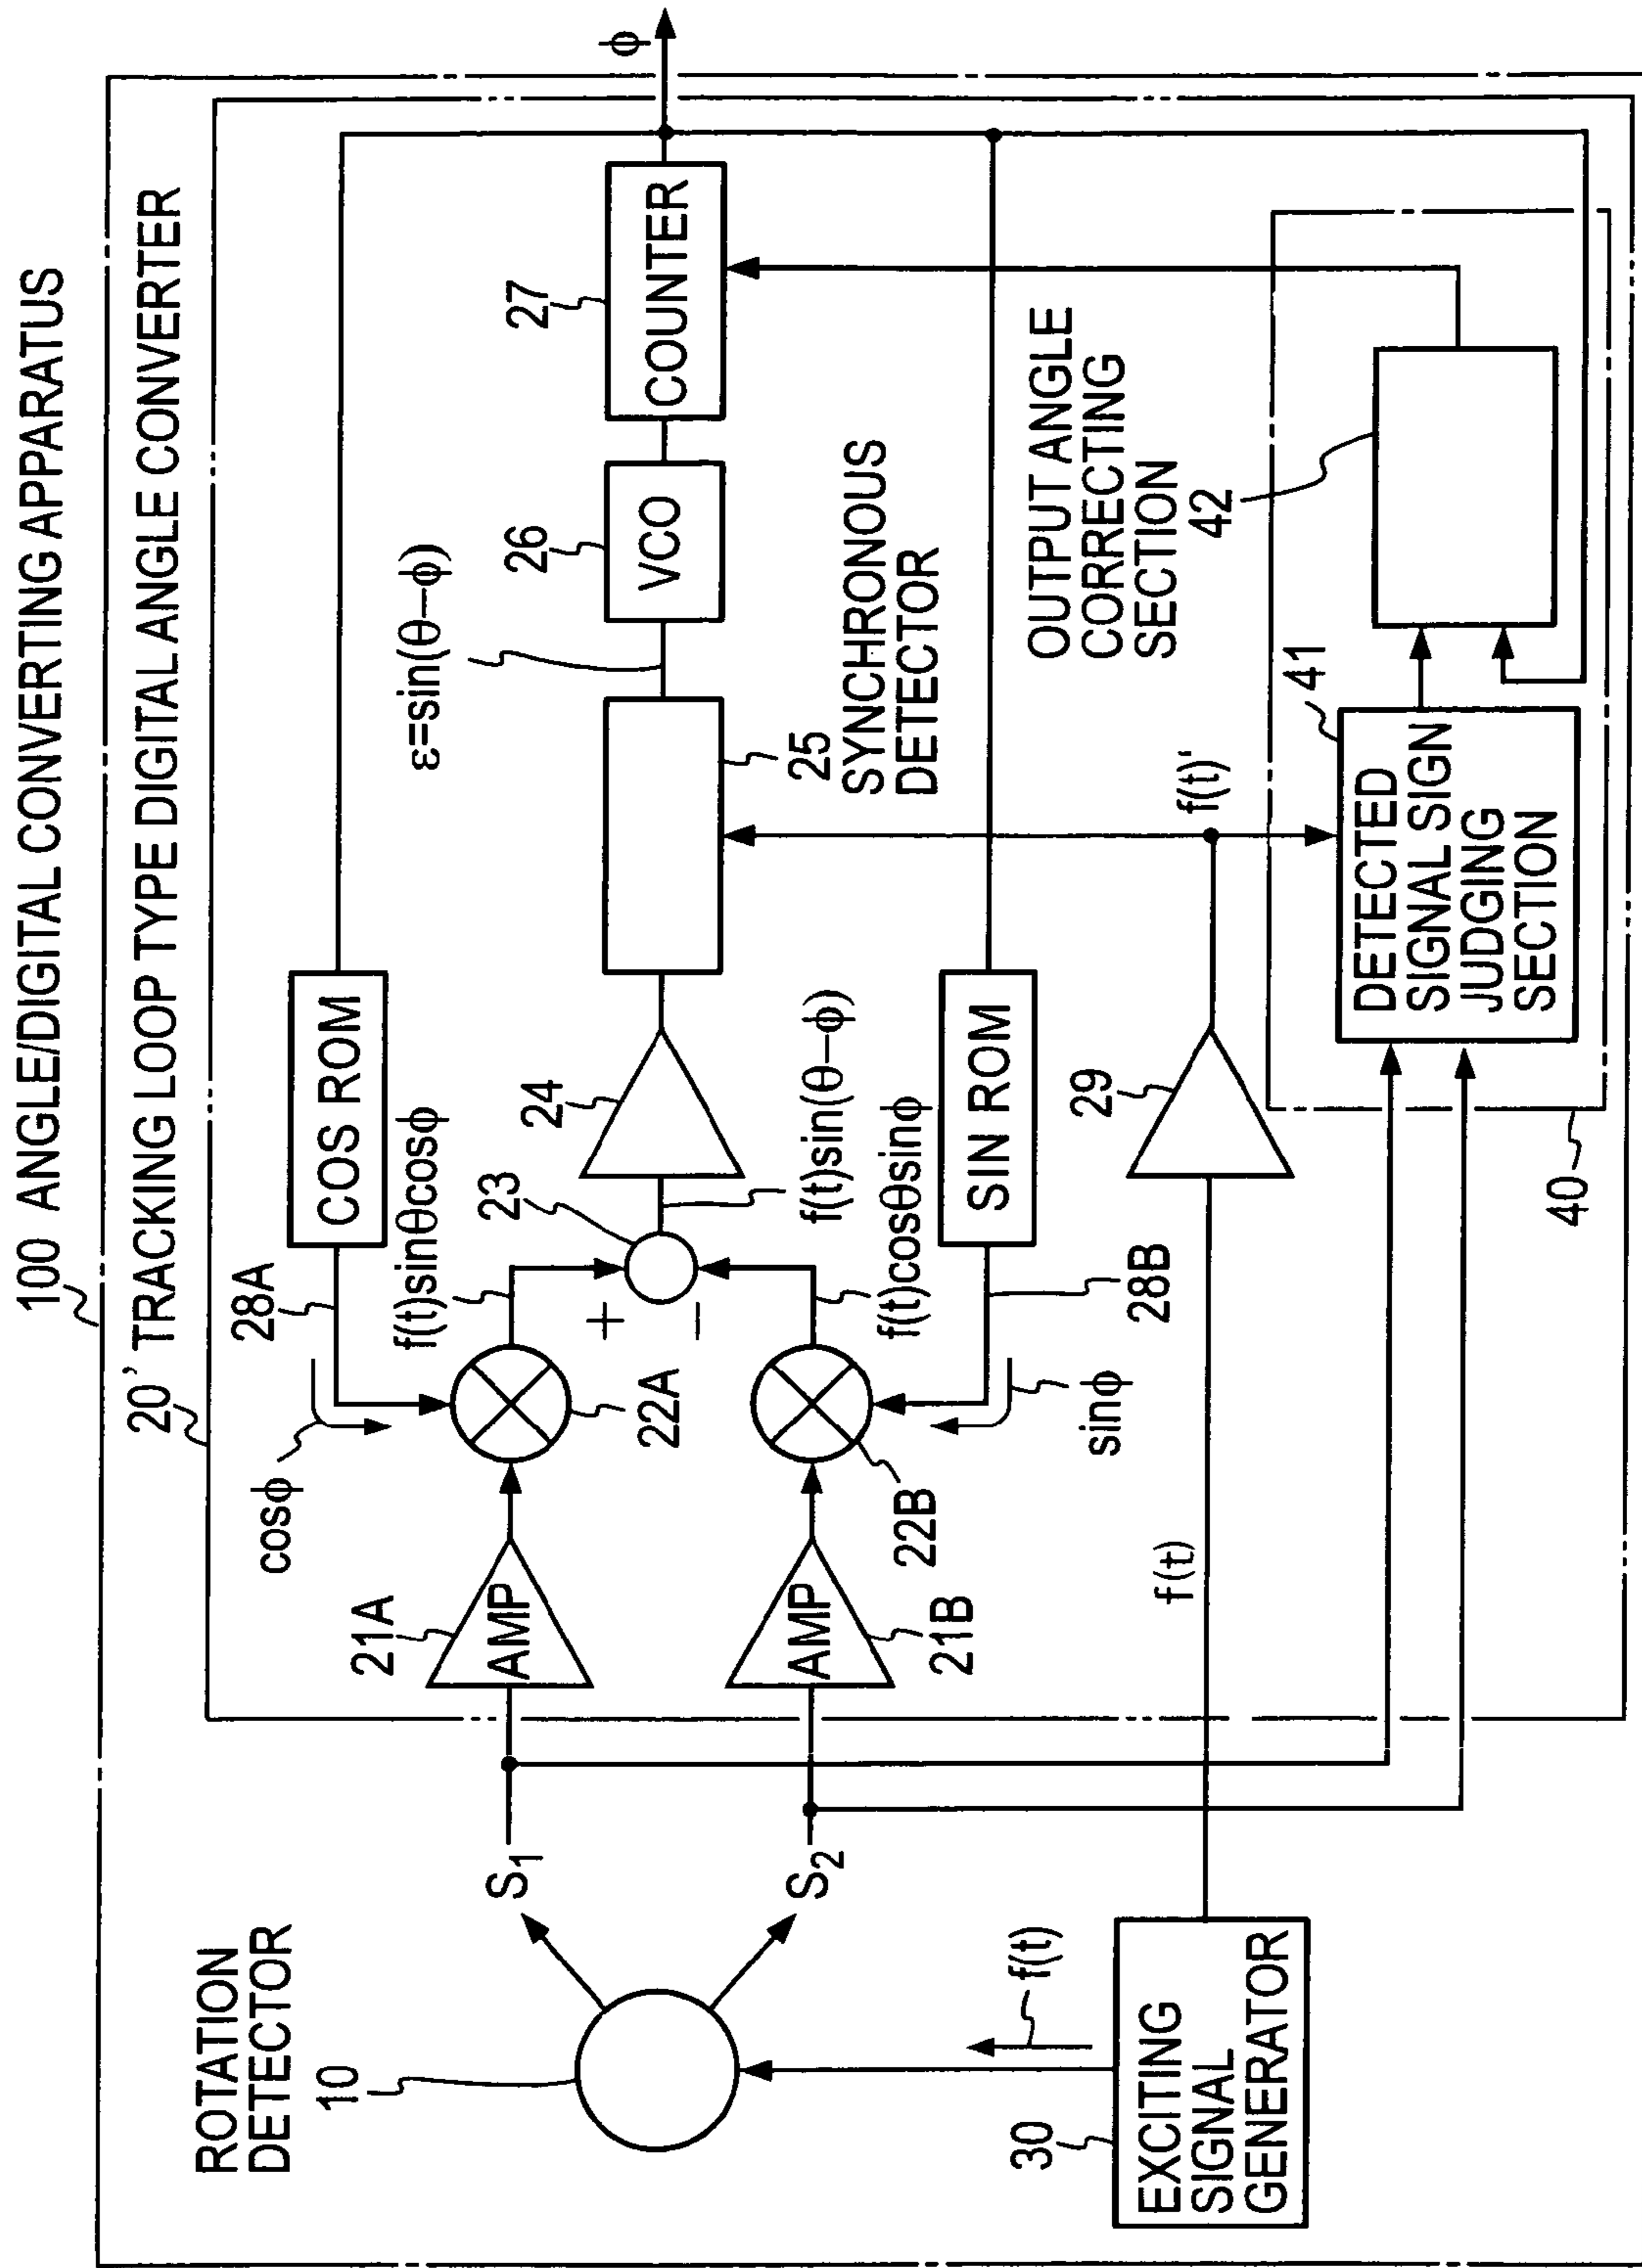 100 ANGLE/DIGITAL CONVERTING APPARATUS
20' TRACKING LOOP TYPE DIGITAL ANGLE CONVERTER
ROTATION
DETECTOR
10
S1
S2
30
EXCITING
SIGNAL
GENERATOR
f(t)
f(t)
cosϕ
28A
COS ROM
21A
AMP
22A
f(t)sinθcosϕ
+
−
23
24
f(t)sin(θ−ϕ)
21B
AMP
22B
f(t)cosθsinϕ
SIN ROM
28B
sinϕ
25
SYNCHRONOUS
DETECTOR
ε=sin(θ−ϕ)
26
VCO
27
COUNTER
ϕ
29
f(t)'
40
41
DETECTED
SIGNAL SIGN
JUDGING
SECTION
OUTPUT ANGLE
CORRECTING
SECTION
42